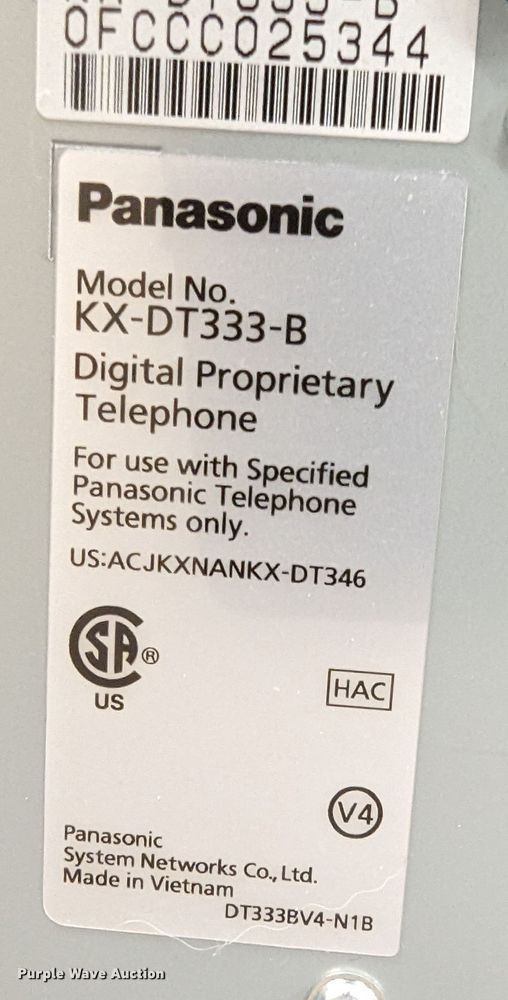 0FCCC025344
Panasonic
Model No.
KX-DT333-B
Digital Proprietary
Telephone
For use with Specified
Panasonic Telephone
Systems only.
US:ACJKXNANKX-DT346
SA®
US
HAC
V4
Panasonic
System Networks Co., Ltd.
Made in Vietnam
DT333BV4-N1B
Purple Wave Auction